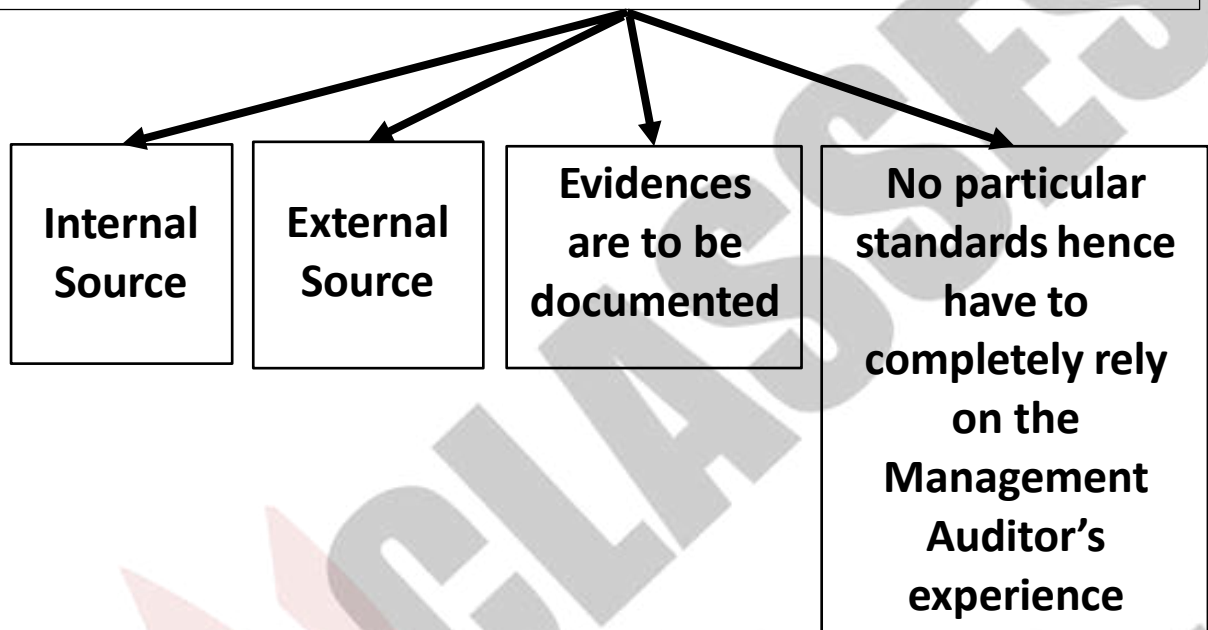 Internal
Source
External
Source
Evidences
are to be
documented
No particular
standards hence
have to
completely rely
on the
Management
Auditor's
experience
CLASSES